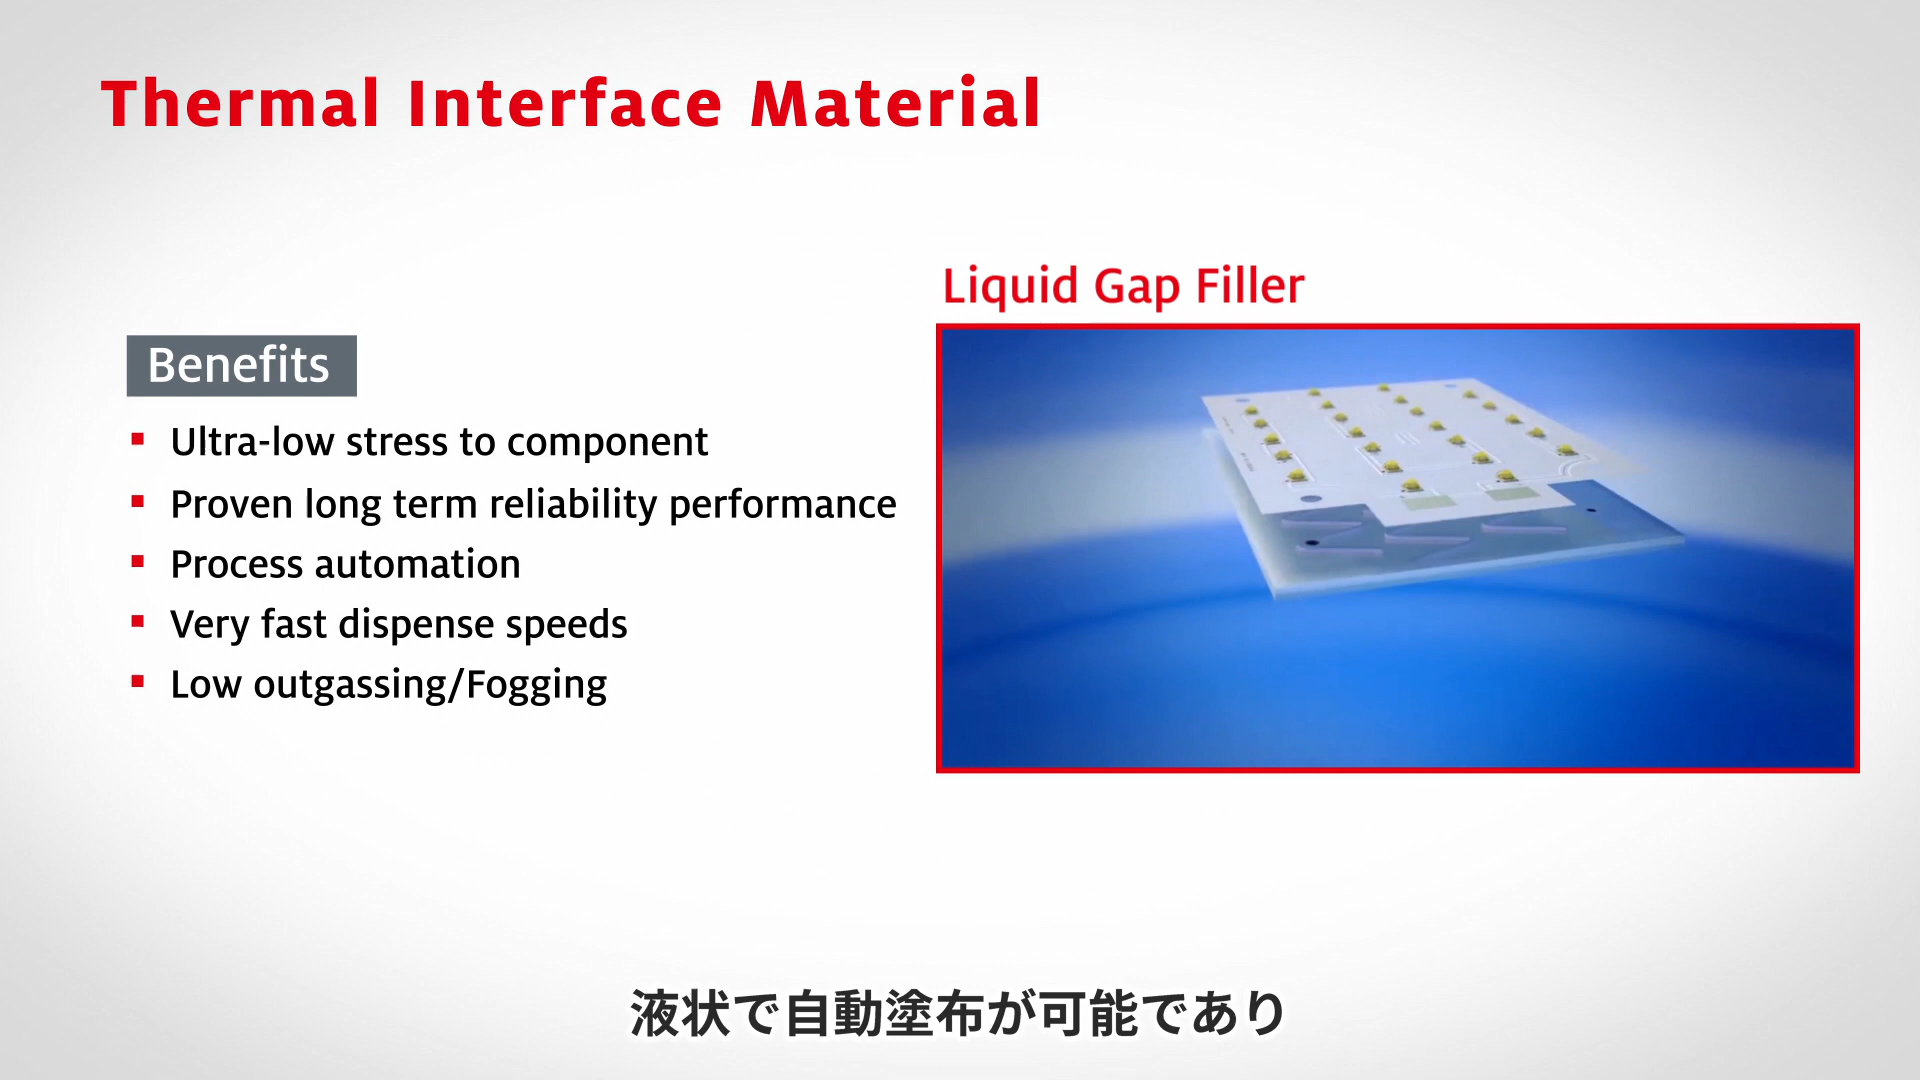 Thermal Interface Material
Liquid Gap Filler
Benefits
Ultra-low stress to component
Proven long term reliability performance
Process automation
Very fast dispense speeds
Low outgassing/Fogging
液状で自動塗布が可能であり